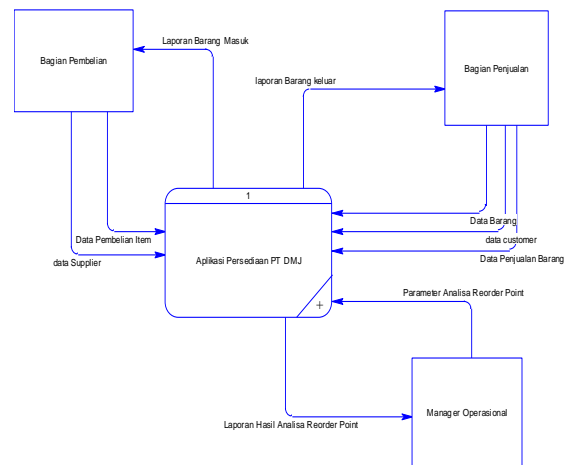 Laporan Barang Masuk
Bagian Pembelian
Bagian Penjualan
laporan Barang keluar
1
Data Barang
Data Pembelian Item
data customer
data Supplier
Aplikasi Persediaan PT DMJ
Data Penjualan Barang
Parameter Analisa Reorder Point
+
Manager Operasional
Laporan Hasil Analisa Reorder Point